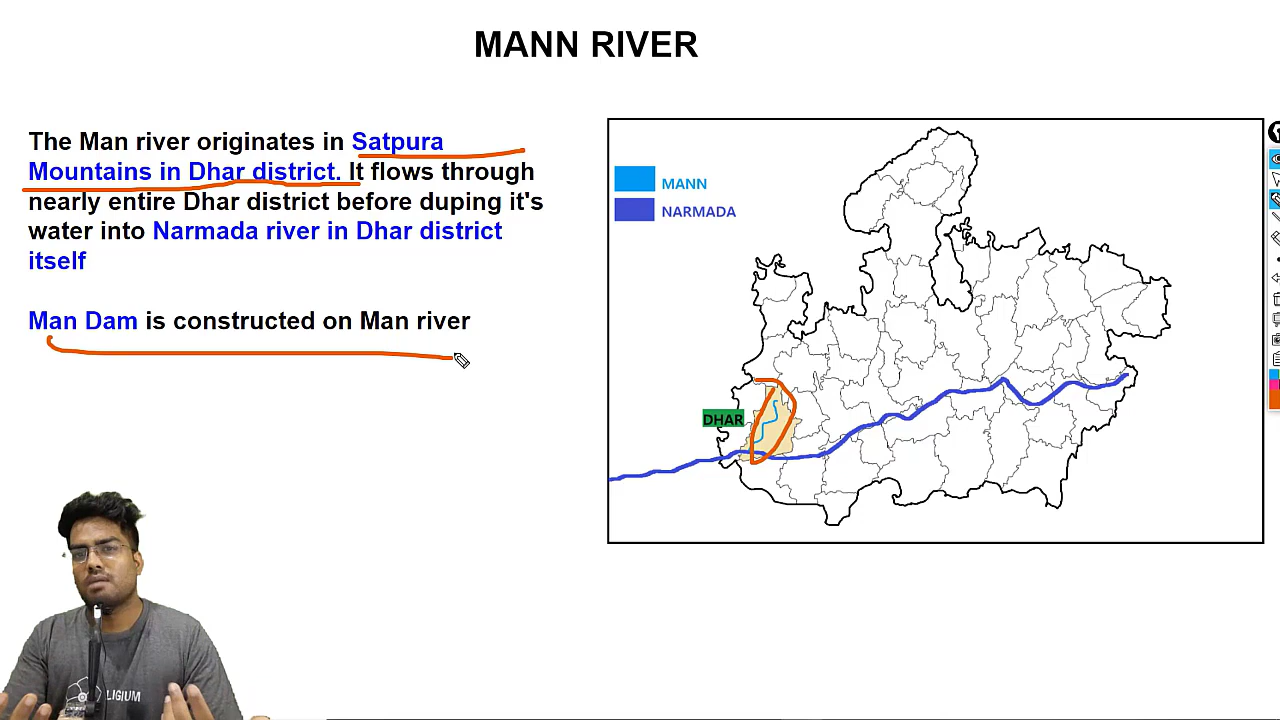 MANN RIVER
The Man river originates in Satpura
Mountains in Dhar district. It flows through
nearly entire Dhar district before duping it's
water into Narmada river in Dhar district
itself
Man Dam is constructed on Man river
MANN
NARMADA
DHAR
LIGIUM